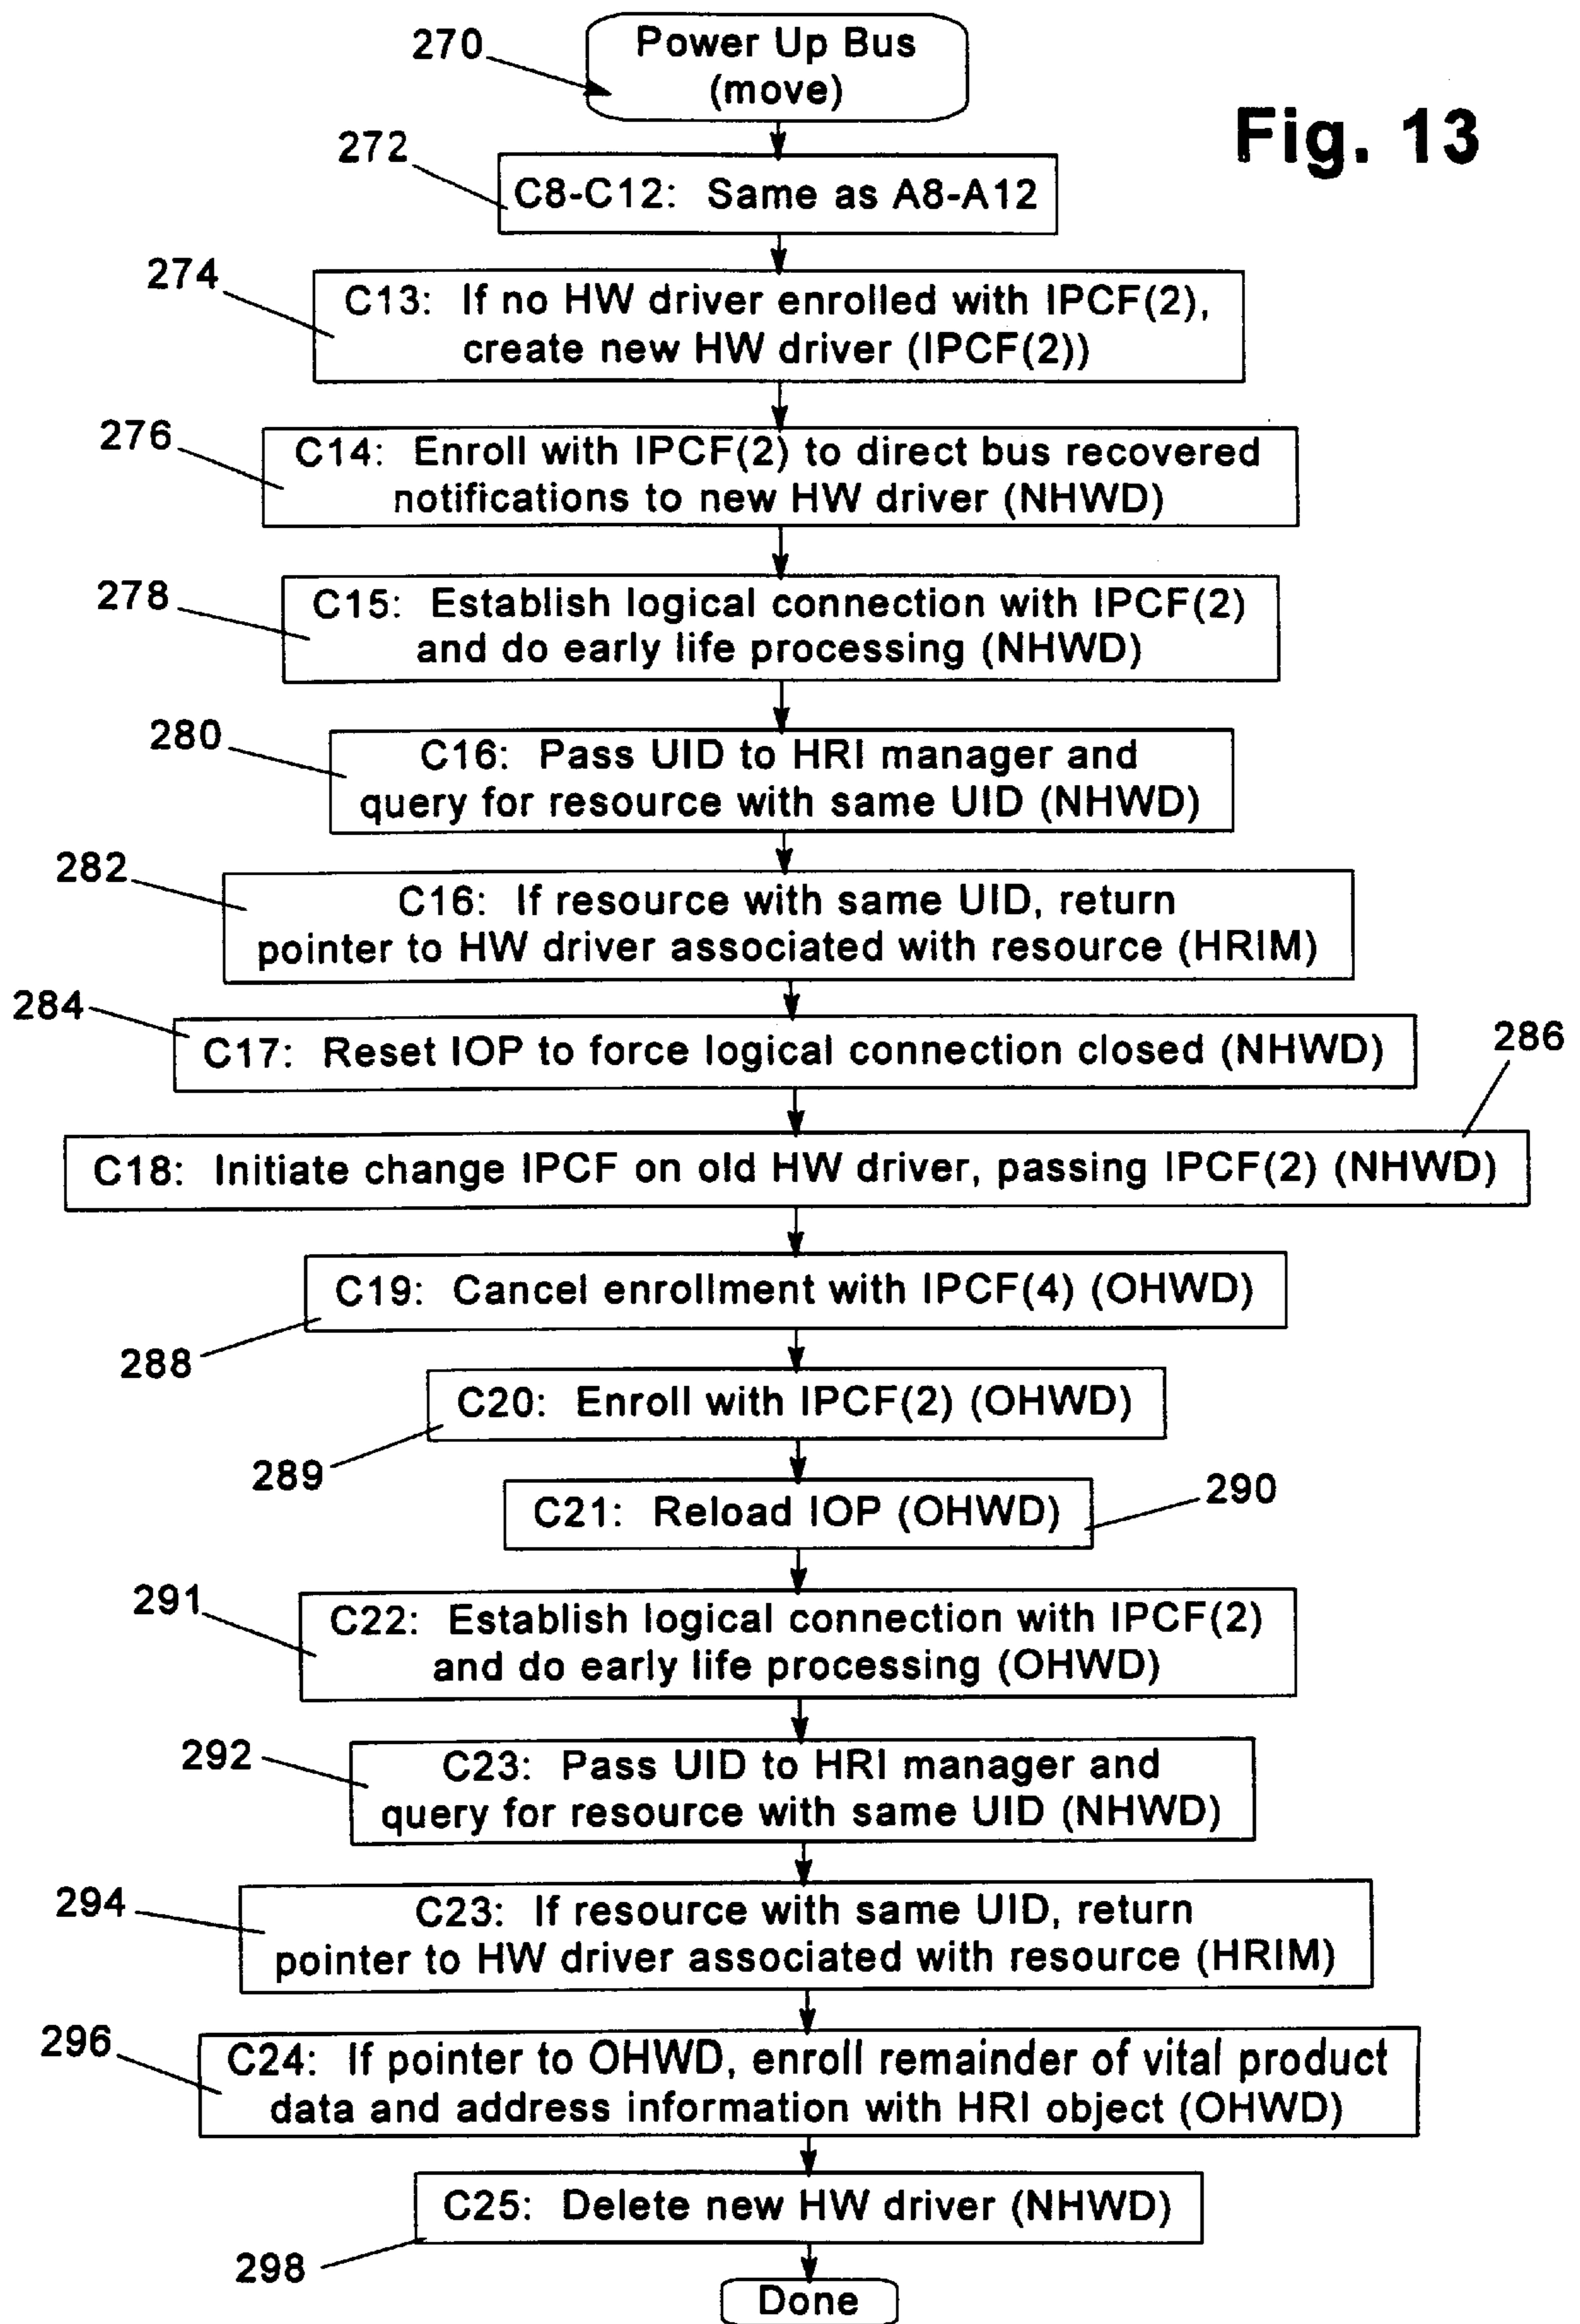 270
Power Up Bus
(move)
Fig. 13
272
C8-C12: Same as A8-A12
274
C13: If no HW driver enrolled with IPCF(2),
create new HW driver (IPCF(2))
276
C14: Enroll with IPCF(2) to direct bus recovered
notifications to new HW driver (NHWD)
278
C15: Establish logical connection with IPCF(2)
and do early life processing (NHWD)
280
C16: Pass UID to HRI manager and
query for resource with same UID (NHWD)
282
C16: If resource with same UID, return
pointer to HW driver associated with resource (HRIM)
284
C17: Reset IOP to force logical connection closed (NHWD)
286
C18: Initiate change IPCF on old HW driver, passing IPCF(2) (NHWD)
C19: Cancel enrollment with IPCF(4) (OHWD)
288
C20: Enroll with IPCF(2) (OHWD)
289
C21: Reload IOP (OHWD)
290
291
C22: Establish logical connection with IPCF(2)
and do early life processing (OHWD)
292
C23: Pass UID to HRI manager and
query for resource with same UID (NHWD)
294
C23: If resource with same UID, return
pointer to HW driver associated with resource (HRIM)
296
C24: If pointer to OHWD, enroll remainder of vital product
data and address information with HRI object (OHWD)
C25: Delete new HW driver (NHWD)
298
Done